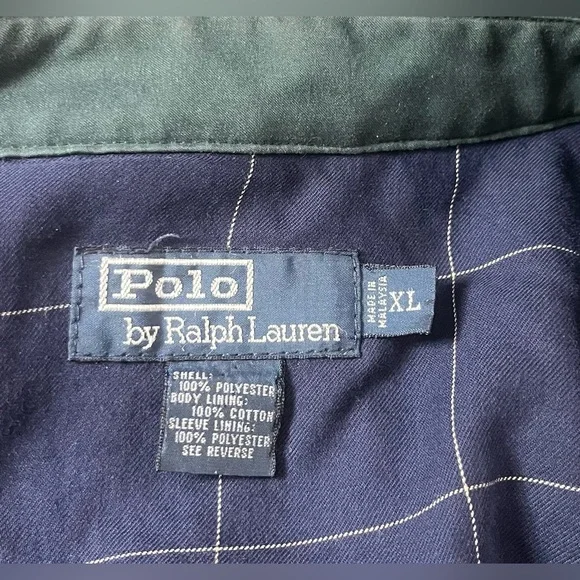 Polo
by Ralph Lauren
MADE IN
MALAYSIA
XL
SHELL:
100% POLYESTER
BODY LINING:
100% COTTON
SLEEVE LINING:
100% POLYESTER
SEE REVERSE